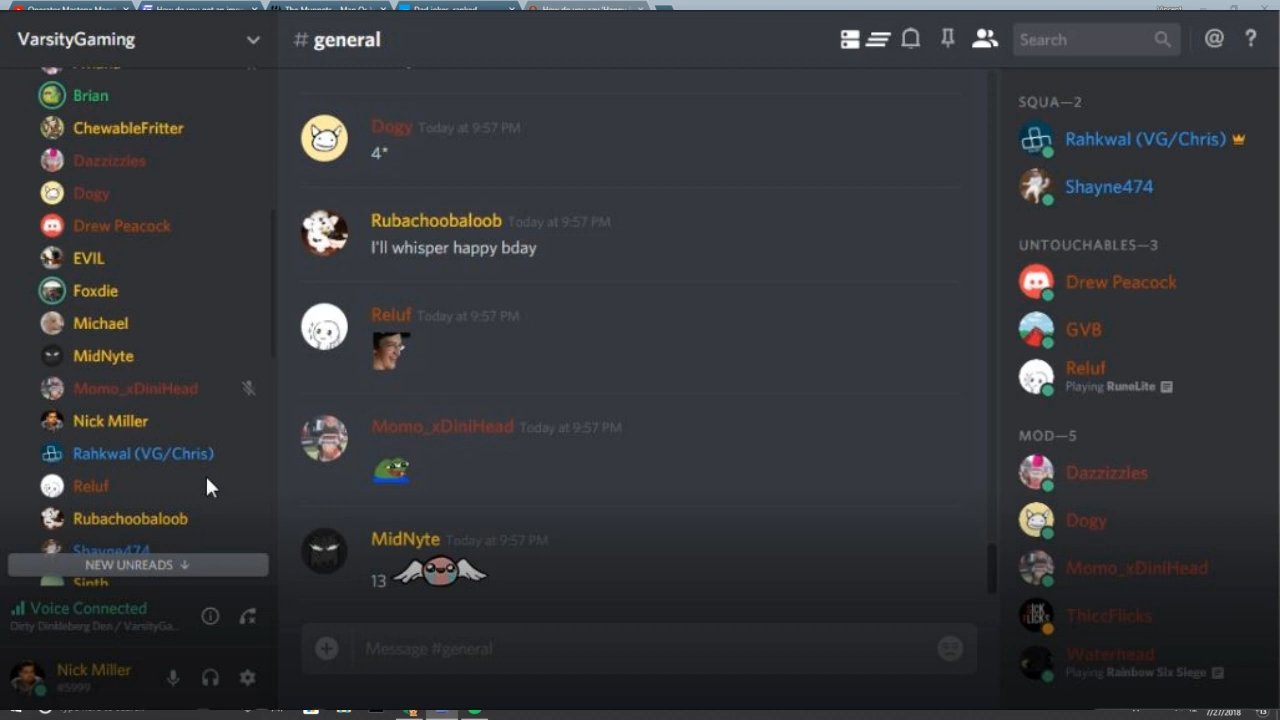 VarsityGaming
Brian
ChewableFritter
Dazzizzles
Dogy
Drew Peacock
EVIL
Foxdie
Michael
MidNyte
Momo_xDiniHead
Nick Miller
Rahkwal (VG/Chris)
Reluf
Rubachoobaloob
Shayne474
NEW UNREADS ↓
Sinth
Voice Connected
Dirty Dinkleberg Den / VarsityGa...
Nick Miller
#5999
# general
Search
Dogy Today at 9:57 PM
4*
Rubachoobaloob Today at 9:57 PM
I'll whisper happy bday
Reluf Today at 9:57 PM
Momo_xDiniHead Today at 9:57 PM
MidNyte Today at 9:57 PM
13
Message #general
SQUA—2
Rahkwal (VG/Chris)
Shayne474
UNTOUCHABLES—3
Drew Peacock
GVB
Reluf
Playing RuneLite
MOD—5
Dazzizzles
Dogy
Momo_xDiniHead
ThiccFlicks
Waterhead
Playing Rainbow Six Siege
7/27/2018